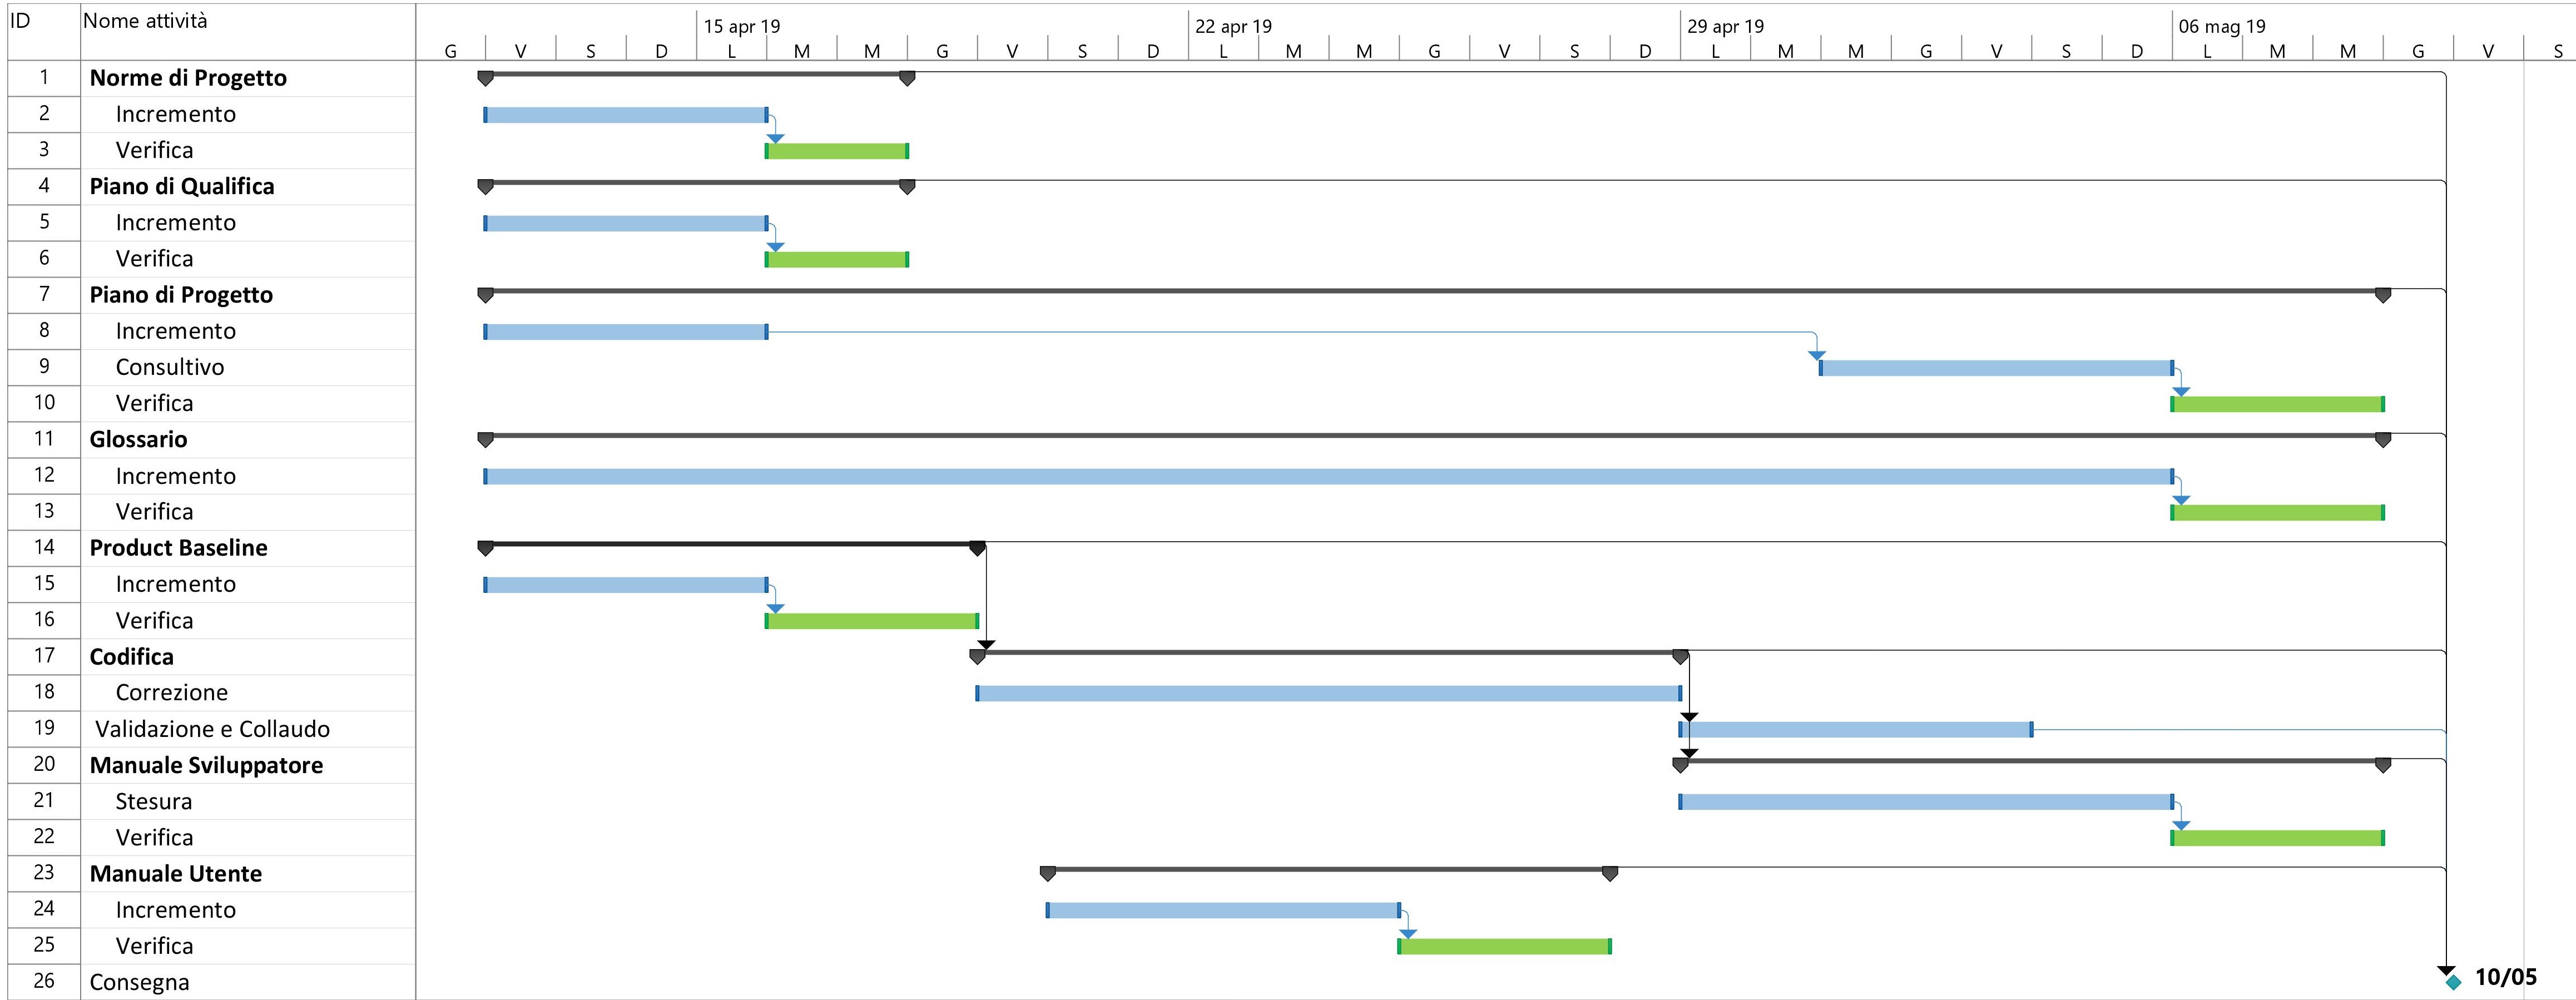 ID Nome attività 15 apr 19 22 apr 19 29 apr 19 06 mag 19
G V S D L M M G V S D L M M G V S D L M M G V S D L M M G V S
1 Norme di Progetto
2 Incremento
3 Verifica
4 Piano di Qualifica
5 Incremento
6 Verifica
7 Piano di Progetto
8 Incremento
9 Consultivo
10 Verifica
11 Glossario
12 Incremento
13 Verifica
14 Product Baseline
15 Incremento
16 Verifica
17 Codifica
18 Correzione
19 Validazione e Collaudo
20 Manuale Sviluppatore
21 Stesura
22 Verifica
23 Manuale Utente
24 Incremento
25 Verifica
26 Consegna 10/05